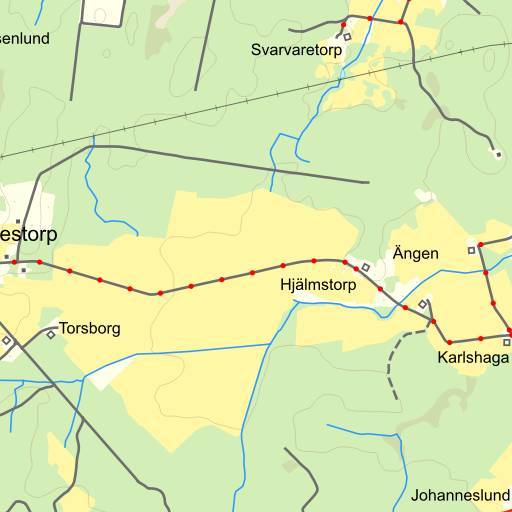 senlund
Svarvaretorp
estorp
Ängen
Hjälmstorp
Torsborg
Karlshaga
Johanneslund